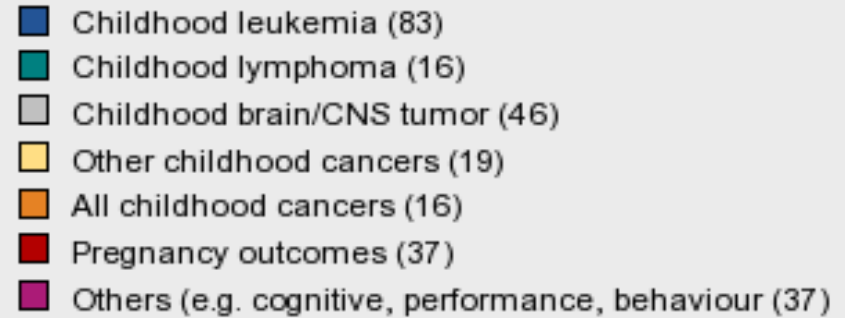 Childhood leukemia (83)
Childhood lymphoma (16)
Childhood brain/CNS tumor (46)
Other childhood cancers (19)
All childhood cancers (16)
Pregnancy outcomes (37)
Others (e.g. cognitive, performance, behaviour (37)